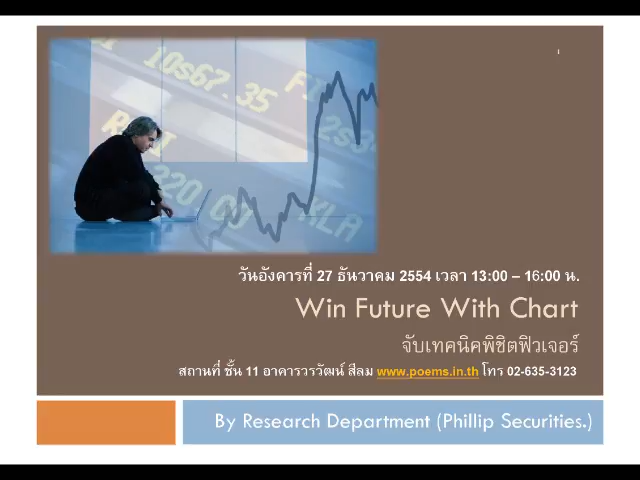 1
10s67.35
วันอังคารที่ 27 ธันวาคม 2554 เวลา 13:00 – 16:00 น.
Win Future With Chart
จับเทคนิคพิชิตฟิวเจอร์
สถานที่ ชั้น 11 อาคารวรวัฒน์ สีลม www.poems.in.th โทร 02-635-3123
By Research Department (Phillip Securities.)